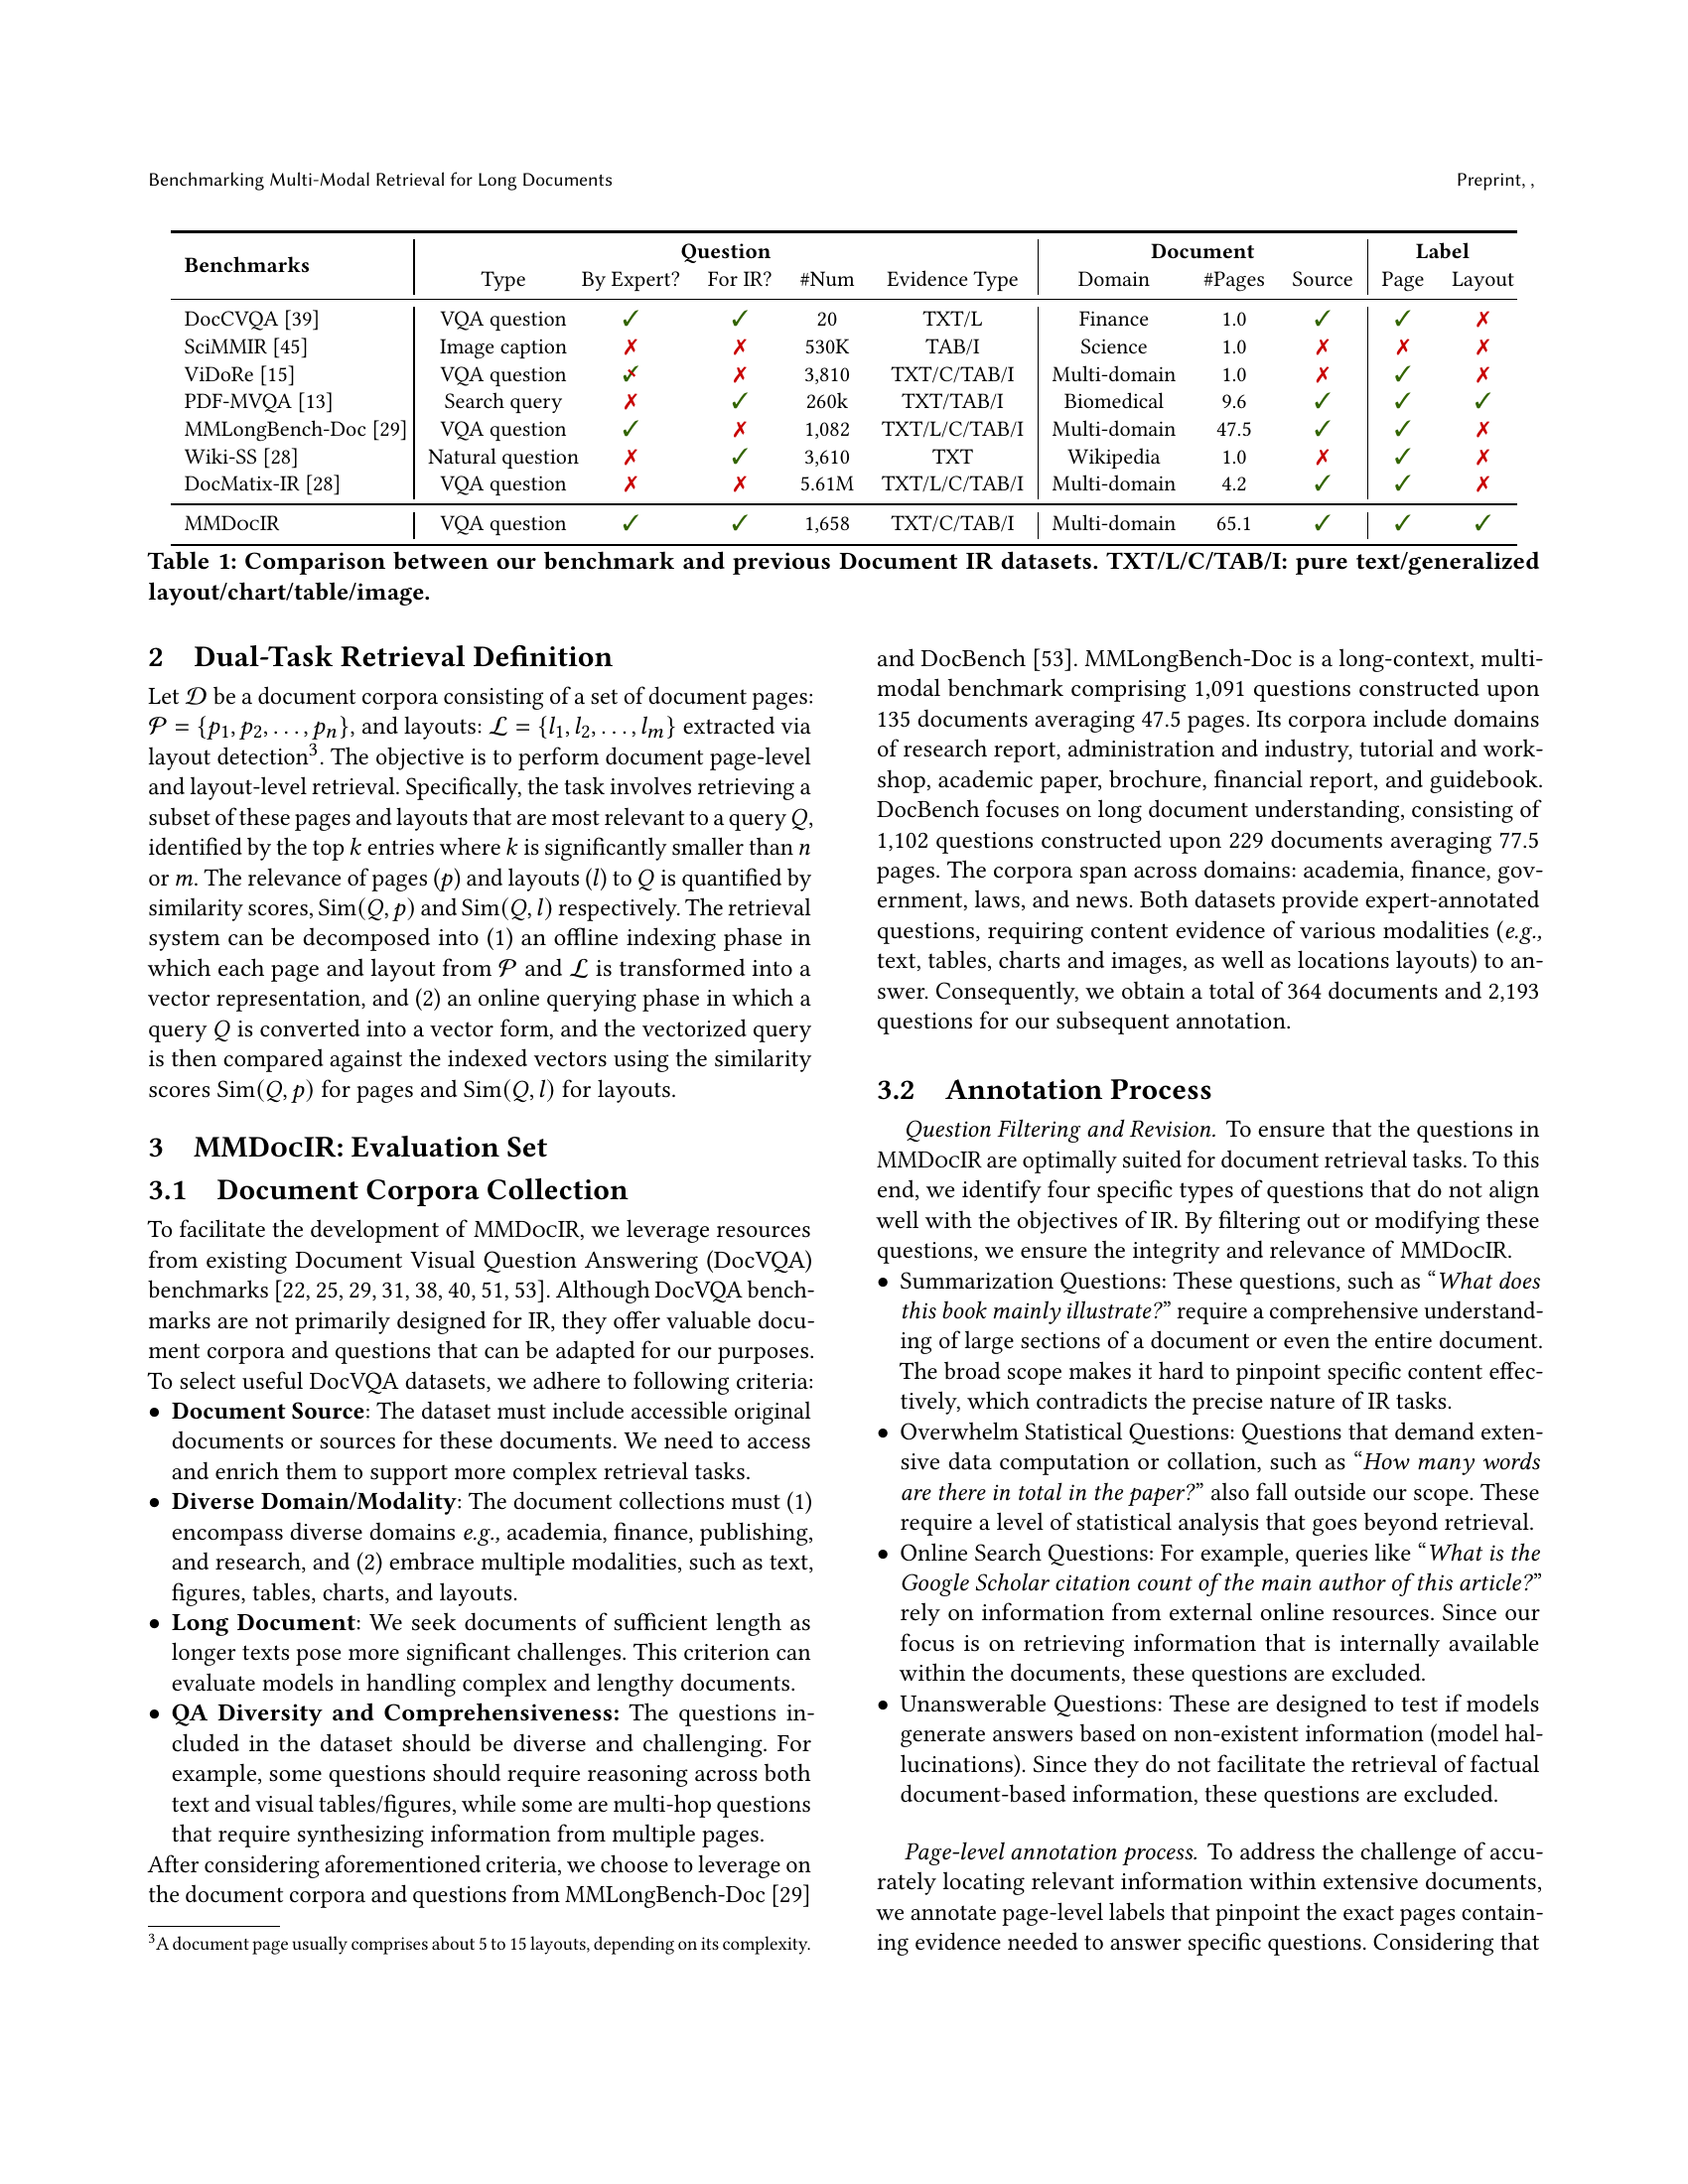 Benchmarking Multi-Modal Retrieval for Long Documents Preprint, ,
Benchmarks Question Document Label
Type By Expert? For IR? #Num Evidence Type Domain #Pages Source Page Layout
DocCVQA [39] VQA question ✓ ✓ 20 TXT/L Finance 1.0 ✓ ✓ ✗
SciMMIR [45] Image caption ✗ ✗ 530K TAB/I Science 1.0 ✗ ✗ ✗
ViDoRe [15] VQA question ✓✗ ✗ 3,810 TXT/C/TAB/I Multi-domain 1.0 ✗ ✓ ✗
PDF-MVQA [13] Search query ✗ ✓ 260k TXT/TAB/I Biomedical 9.6 ✓ ✓ ✓
MMLongBench-Doc [29] VQA question ✓ ✗ 1,082 TXT/L/C/TAB/I Multi-domain 47.5 ✓ ✓ ✗
Wiki-SS [28] Natural question ✗ ✓ 3,610 TXT Wikipedia 1.0 ✗ ✓ ✗
DocMatix-IR [28] VQA question ✗ ✗ 5.61M TXT/L/C/TAB/I Multi-domain 4.2 ✓ ✓ ✗
MMDocIR VQA question ✓ ✓ 1,658 TXT/C/TAB/I Multi-domain 65.1 ✓ ✓ ✓
Table 1: Comparison between our benchmark and previous Document IR datasets. TXT/L/C/TAB/I: pure text/generalized
layout/chart/table/image.
2 Dual-Task Retrieval Definition
Let 𝒟 be a document corpora consisting of a set of document pages:
𝒫 = {p₁, p₂, . . . , pₙ}, and layouts: ℒ = {l₁, l₂, . . . , lₘ} extracted via
layout detection³. The objective is to perform document page-level
and layout-level retrieval. Specifically, the task involves retrieving a
subset of these pages and layouts that are most relevant to a query Q,
identified by the top k entries where k is significantly smaller than n
or m. The relevance of pages (p) and layouts (l) to Q is quantified by
similarity scores, Sim(Q, p) and Sim(Q, l) respectively. The retrieval
system can be decomposed into (1) an offline indexing phase in
which each page and layout from 𝒫 and ℒ is transformed into a
vector representation, and (2) an online querying phase in which a
query Q is converted into a vector form, and the vectorized query
is then compared against the indexed vectors using the similarity
scores Sim(Q, p) for pages and Sim(Q, l) for layouts.
3 MMDocIR: Evaluation Set
3.1 Document Corpora Collection
To facilitate the development of MMDocIR, we leverage resources
from existing Document Visual Question Answering (DocVQA)
benchmarks [22, 25, 29, 31, 38, 40, 51, 53]. Although DocVQA bench-
marks are not primarily designed for IR, they offer valuable docu-
ment corpora and questions that can be adapted for our purposes.
To select useful DocVQA datasets, we adhere to following criteria:
• Document Source: The dataset must include accessible original
documents or sources for these documents. We need to access
and enrich them to support more complex retrieval tasks.
• Diverse Domain/Modality: The document collections must (1)
encompass diverse domains e.g., academia, finance, publishing,
and research, and (2) embrace multiple modalities, such as text,
figures, tables, charts, and layouts.
• Long Document: We seek documents of sufficient length as
longer texts pose more significant challenges. This criterion can
evaluate models in handling complex and lengthy documents.
• QA Diversity and Comprehensiveness: The questions in-
cluded in the dataset should be diverse and challenging. For
example, some questions should require reasoning across both
text and visual tables/figures, while some are multi-hop questions
that require synthesizing information from multiple pages.
After considering aforementioned criteria, we choose to leverage on
the document corpora and questions from MMLongBench-Doc [29]
³A document page usually comprises about 5 to 15 layouts, depending on its complexity.
and DocBench [53]. MMLongBench-Doc is a long-context, multi-
modal benchmark comprising 1,091 questions constructed upon
135 documents averaging 47.5 pages. Its corpora include domains
of research report, administration and industry, tutorial and work-
shop, academic paper, brochure, financial report, and guidebook.
DocBench focuses on long document understanding, consisting of
1,102 questions constructed upon 229 documents averaging 77.5
pages. The corpora span across domains: academia, finance, gov-
ernment, laws, and news. Both datasets provide expert-annotated
questions, requiring content evidence of various modalities (e.g.,
text, tables, charts and images, as well as locations layouts) to an-
swer. Consequently, we obtain a total of 364 documents and 2,193
questions for our subsequent annotation.
3.2 Annotation Process
Question Filtering and Revision. To ensure that the questions in
MMDocIR are optimally suited for document retrieval tasks. To this
end, we identify four specific types of questions that do not align
well with the objectives of IR. By filtering out or modifying these
questions, we ensure the integrity and relevance of MMDocIR.
• Summarization Questions: These questions, such as “What does
this book mainly illustrate?” require a comprehensive understand-
ing of large sections of a document or even the entire document.
The broad scope makes it hard to pinpoint specific content effec-
tively, which contradicts the precise nature of IR tasks.
• Overwhelm Statistical Questions: Questions that demand exten-
sive data computation or collation, such as “How many words
are there in total in the paper?” also fall outside our scope. These
require a level of statistical analysis that goes beyond retrieval.
• Online Search Questions: For example, queries like “What is the
Google Scholar citation count of the main author of this article?”
rely on information from external online resources. Since our
focus is on retrieving information that is internally available
within the documents, these questions are excluded.
• Unanswerable Questions: These are designed to test if models
generate answers based on non-existent information (model hal-
lucinations). Since they do not facilitate the retrieval of factual
document-based information, these questions are excluded.
Page-level annotation process. To address the challenge of accu-
rately locating relevant information within extensive documents,
we annotate page-level labels that pinpoint the exact pages contain-
ing evidence needed to answer specific questions. Considering that